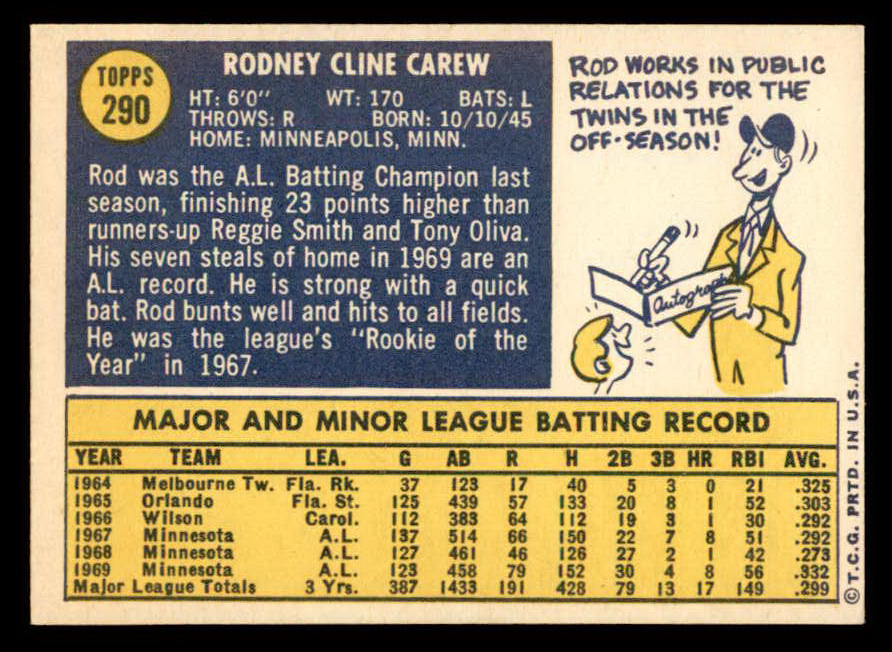 TOPPS
290
RODNEY CLINE CAREW
HT: 6'0" WT: 170 BATS: L
THROWS: R BORN: 10/10/45
HOME: MINNEAPOLIS, MINN.
Rod was the A.L. Batting Champion last
season, finishing 23 points higher than
runners-up Reggie Smith and Tony Oliva.
His seven steals of home in 1969 are an
A.L. record. He is strong with a quick
bat. Rod bunts well and hits to all fields.
He was the league's "Rookie of the
Year" in 1967.
ROD WORKS IN PUBLIC
RELATIONS FOR THE
TWINS IN THE
OFF-SEASON!
Autographs
MAJOR AND MINOR LEAGUE BATTING RECORD
YEAR TEAM LEA. G AB R H 2B 3B HR RBI AVG.
1964 Melbourne Tw. Fla. Rk. 37 123 17 40 5 3 0 21 .325
1965 Orlando Fla. St. 125 439 57 133 20 8 1 52 .303
1966 Wilson Carol. 112 383 64 112 19 3 1 30 .292
1967 Minnesota A.L. 137 514 66 150 22 7 8 51 .292
1968 Minnesota A.L. 127 461 46 126 27 2 1 42 .273
1969 Minnesota A.L. 123 458 79 152 30 4 8 56 .332
Major League Totals 3 Yrs. 387 1433 191 428 79 13 17 149 .299
© T.C.G. PRTD. IN U.S.A.